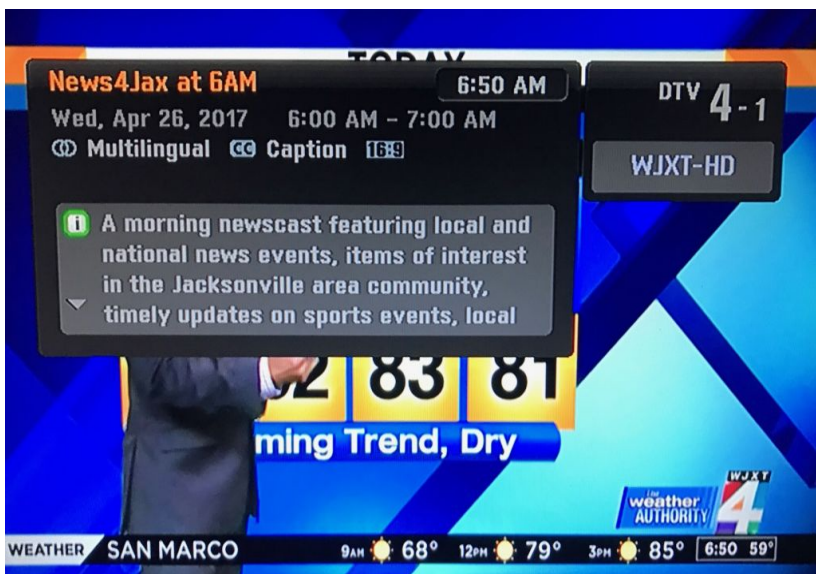 TODAY
News4Jax at 6AM
6:50 AM
Wed, Apr 26, 2017 6:00 AM - 7:00 AM
Multilingual CC Caption 16:9
DTV 4-1
WJXT-HD
i A morning newscast featuring local and
national news events, items of interest
in the Jacksonville area community,
timely updates on sports events, local
83 81
ming Trend, Dry
WJXT
4
the weather
AUTHORITY
WEATHER SAN MARCO 9AM 68° 12PM 79° 3PM 85° 6:50 59°